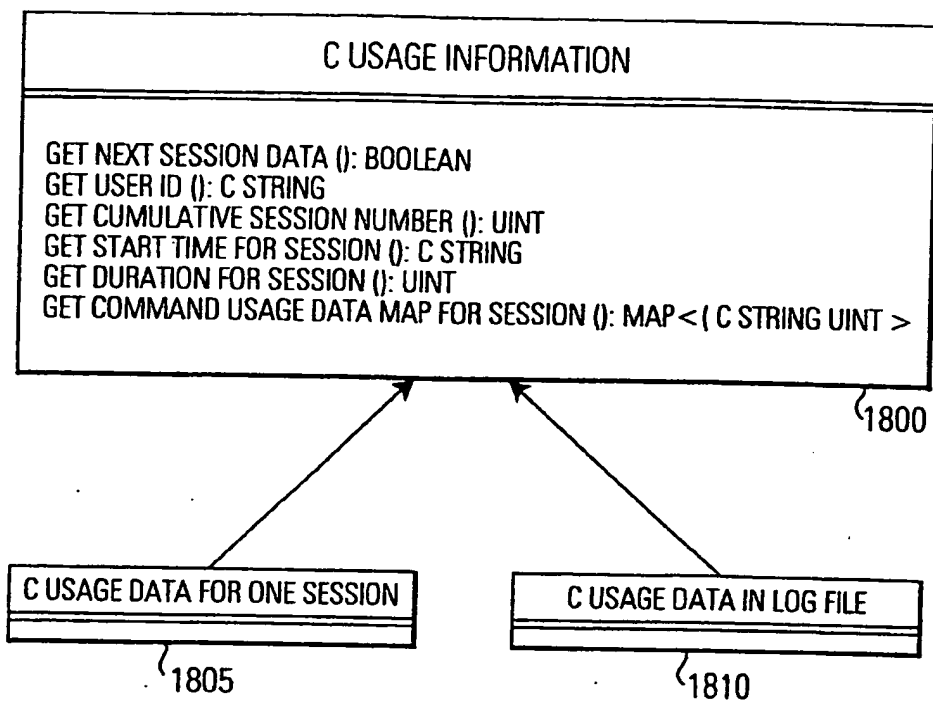 C USAGE INFORMATION
GET NEXT SESSION DATA (): BOOLEAN
GET USER ID (): C STRING
GET CUMULATIVE SESSION NUMBER (): UINT
GET START TIME FOR SESSION (): C STRING
GET DURATION FOR SESSION (): UINT
GET COMMAND USAGE DATA MAP FOR SESSION (): MAP<( C STRING UINT >
1800
C USAGE DATA FOR ONE SESSION
C USAGE DATA IN LOG FILE
1805
1810